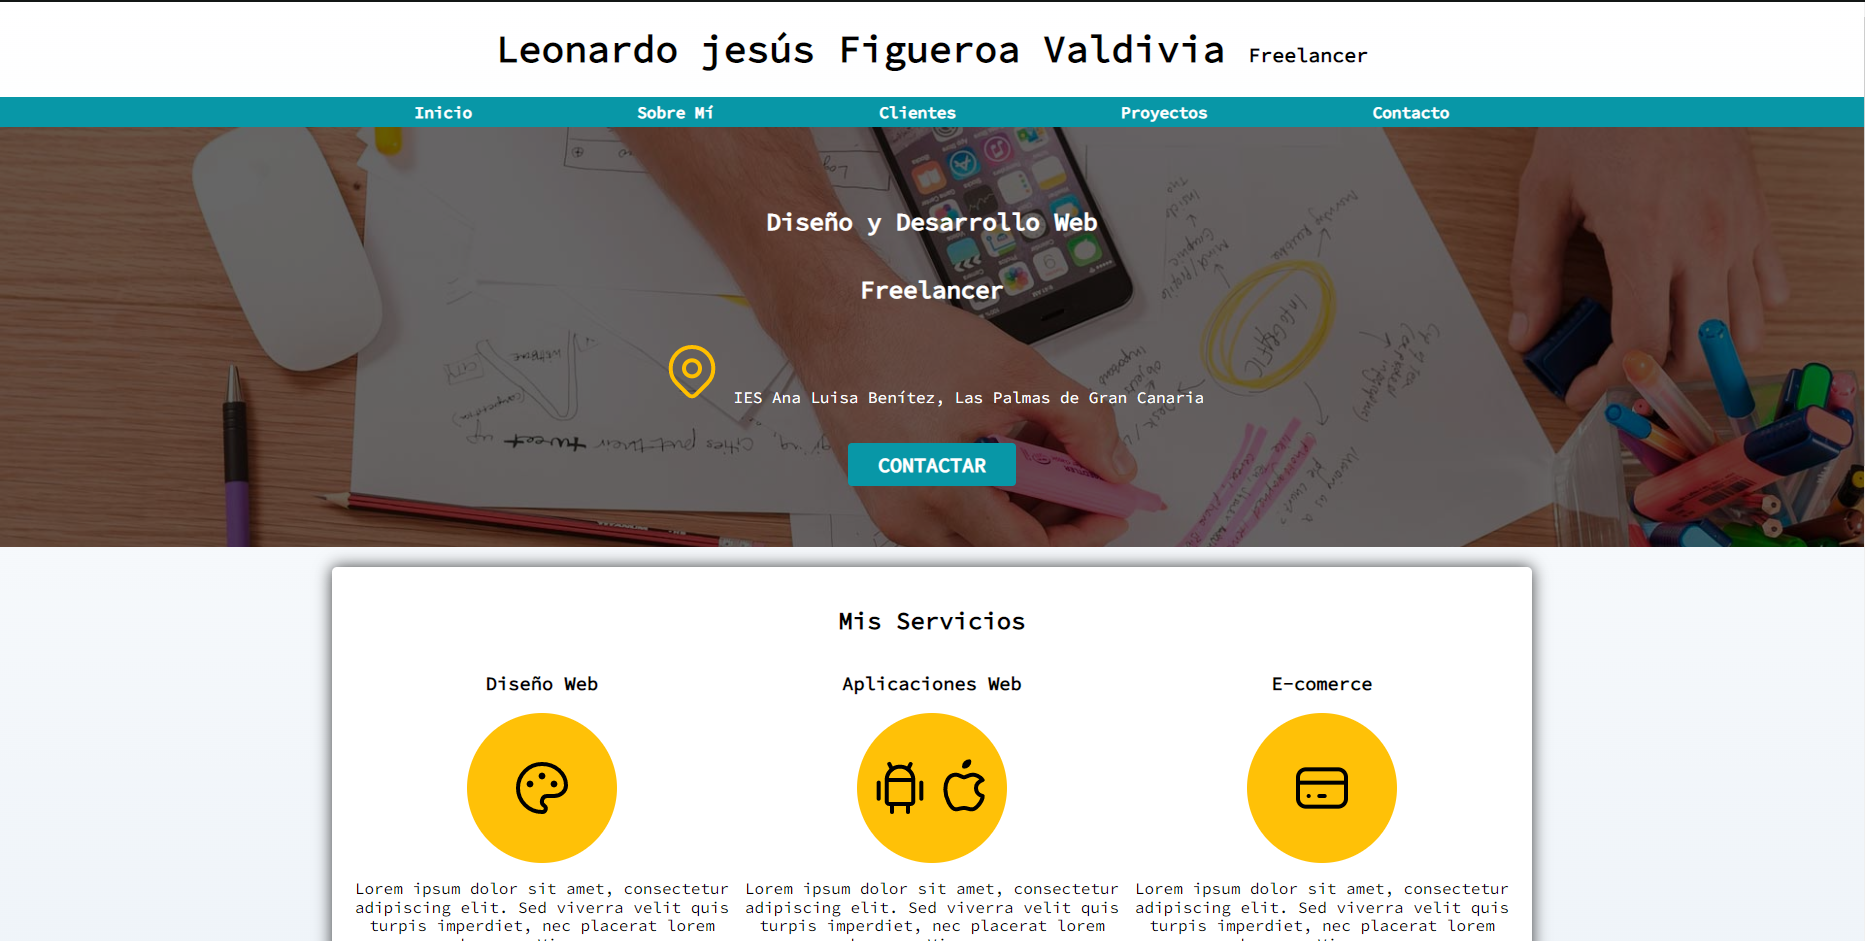 Leonardo jesús Figueroa Valdivia Freelancer
Inicio Sobre Mí Clientes Proyectos Contacto
Diseño y Desarrollo Web
Freelancer
IES Ana Luisa Benítez, Las Palmas de Gran Canaria
CONTACTAR
Mis Servicios
Diseño Web Aplicaciones Web E-comerce
Lorem ipsum dolor sit amet, consectetur Lorem ipsum dolor sit amet, consectetur Lorem ipsum dolor sit amet, consectetur
adipiscing elit. Sed viverra velit quis adipiscing elit. Sed viverra velit quis adipiscing elit. Sed viverra velit quis
turpis imperdiet, nec placerat lorem turpis imperdiet, nec placerat lorem turpis imperdiet, nec placerat lorem